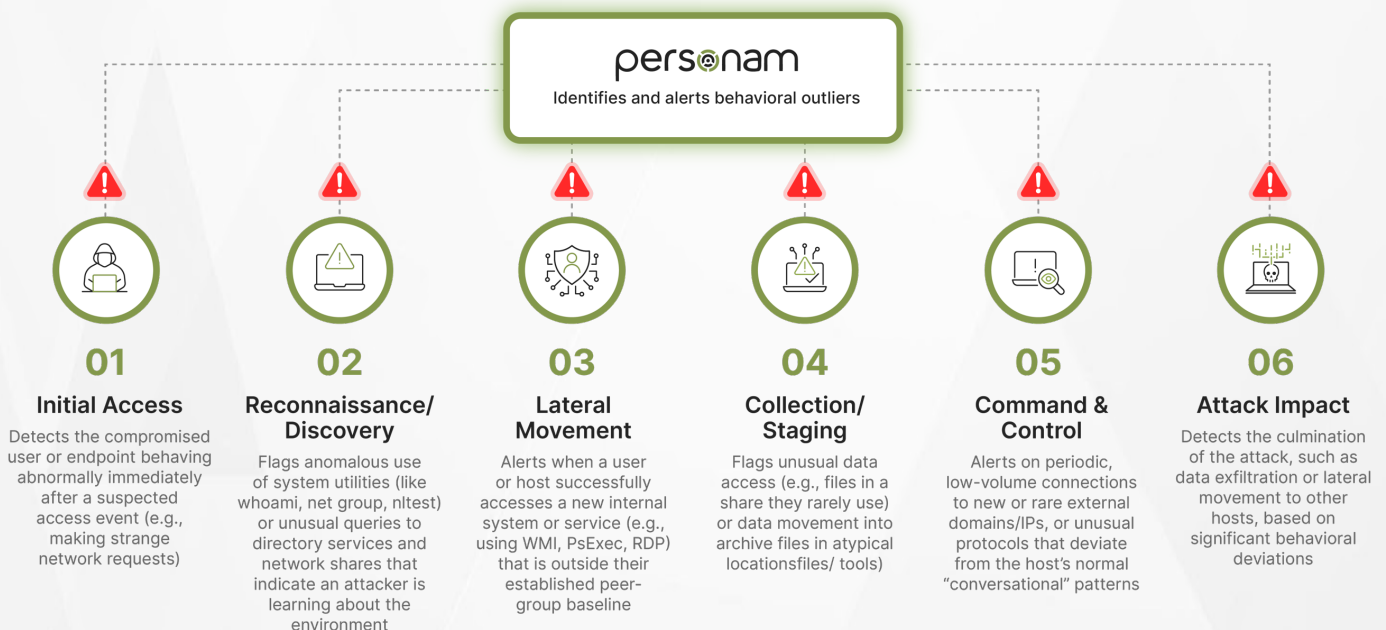 personam
Identifies and alerts behavioral outliers
01
Initial Access
Detects the compromised
user or endpoint behaving
abnormally immediately
after a suspected
access event (e.g.,
making strange
network requests)
02
Reconnaissance/
Discovery
Flags anomalous use
of system utilities (like
whoami, net group, nltest)
or unusual queries to
directory services and
network shares that
indicate an attacker is
learning about the
environment
03
Lateral
Movement
Alerts when a user
or host successfully
accesses a new internal
system or service (e.g.,
using WMI, PsExec, RDP)
that is outside their
established peer-
group baseline
04
Collection/
Staging
Flags unusual data
access (e.g., files in a
share they rarely use)
or data movement into
archive files in atypical
locationsfiles/ tools)
05
Command &
Control
Alerts on periodic,
low-volume connections
to new or rare external
domains/IPs, or unusual
protocols that deviate
from the host’s normal
“conversational” patterns
06
Attack Impact
Detects the culmination
of the attack, such as
data exfiltration or lateral
movement to other
hosts, based on
significant behavioral
deviations